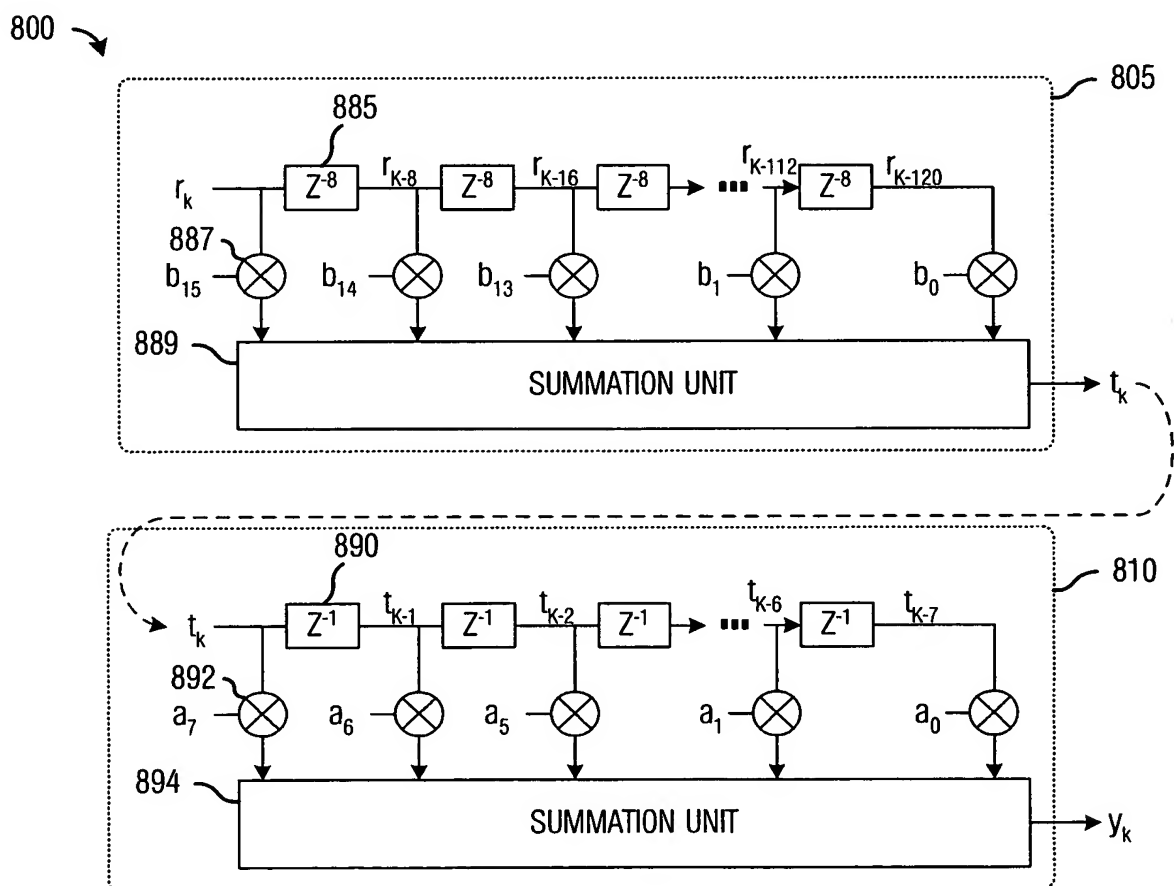 800
805
885
r_k
Z^-8
r_K-8
Z^-8
r_K-16
Z^-8
...
r_K-112
Z^-8
r_K-120
887
b_15
b_14
b_13
b_1
b_0
889
SUMMATION UNIT
t_k
890
810
t_k
Z^-1
t_K-1
Z^-1
t_K-2
Z^-1
...
t_K-6
Z^-1
t_K-7
892
a_7
a_6
a_5
a_1
a_0
894
SUMMATION UNIT
y_k